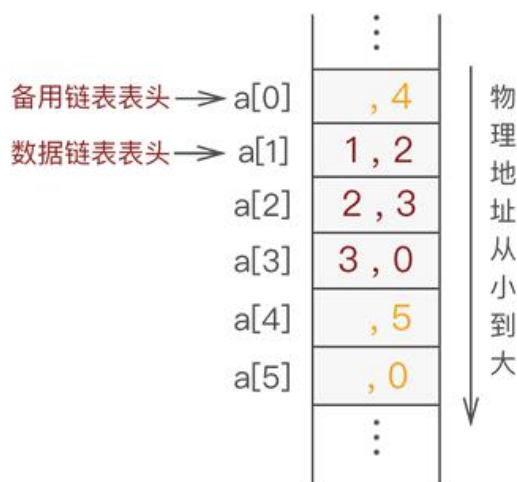 ⋮
备用链表表头 → a[0] , 4
数据链表表头 → a[1] 1 , 2
a[2] 2 , 3
a[3] 3 , 0
a[4] , 5
a[5] , 0
⋮
物理地址从小到大